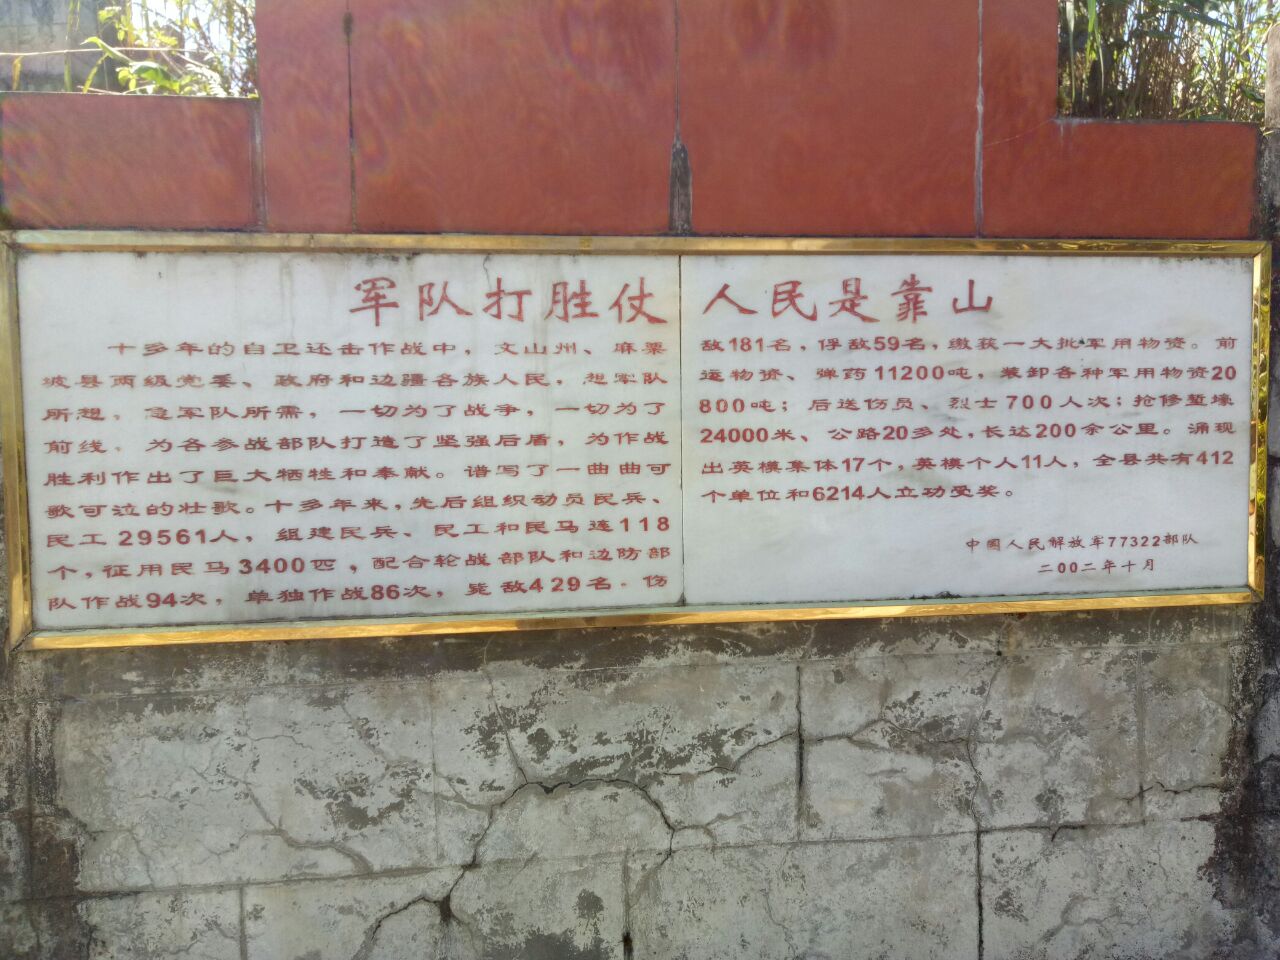 军队打胜仗 人民是靠山
十多年的自卫还击作战中，文山州、麻栗
坡县两级党委、政府和边疆各族人民，想军队
所想，急军队所需，一切为了战争，一切为了
前线，为各参战部队打造了坚强后盾，为作战
胜利作出了巨大牺牲和奉献。谱写了一曲曲可
歌可泣的壮歌。十多年来，先后组织动员民兵、
民工29561人，组建民兵、民工和民马连118
个，征用民马3400匹，配合轮战部队和边防部
队作战94次，单独作战86次，毙敌429名，伤
敌181名，俘敌59名，缴获一大批军用物资。前
运物资、弹药11200吨，装卸各种军用物资20
800吨；后送伤员、烈士700人次；抢修堑壕
24000米、公路20多处，长达200余公里。涌现
出英模集体17个，英模个人11人，全县共有412
个单位和6214人立功受奖。
中国人民解放军77322部队
二00二年十月